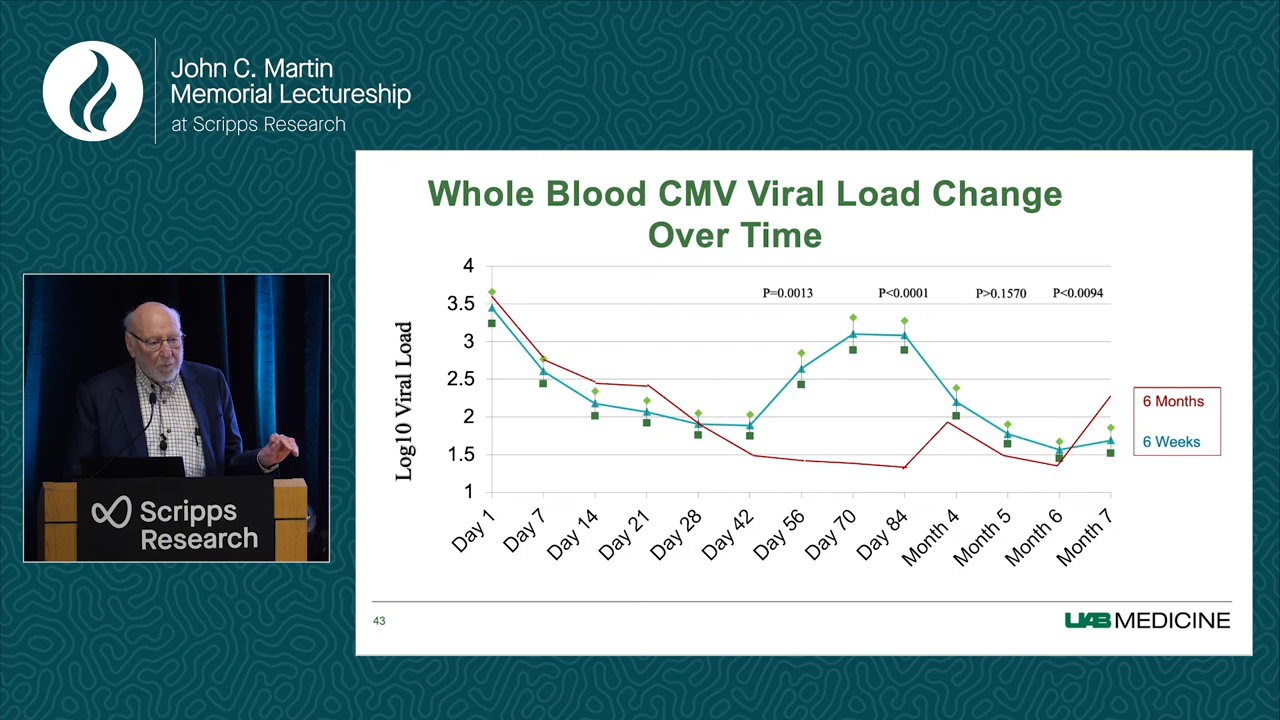 John C. Martin
Memorial Lectureship
at Scripps Research
Whole Blood CMV Viral Load Change
Over Time
4
3.5
3
2.5
2
1.5
1
Log10 Viral Load
P=0.0013
P<0.0001
P>0.1570
P<0.0094
Day 1
Day 7
Day 14
Day 21
Day 28
Day 42
Day 56
Day 70
Day 84
Month 4
Month 5
Month 6
Month 7
6 Months
6 Weeks
43
UAB MEDICINE
Scripps
Research